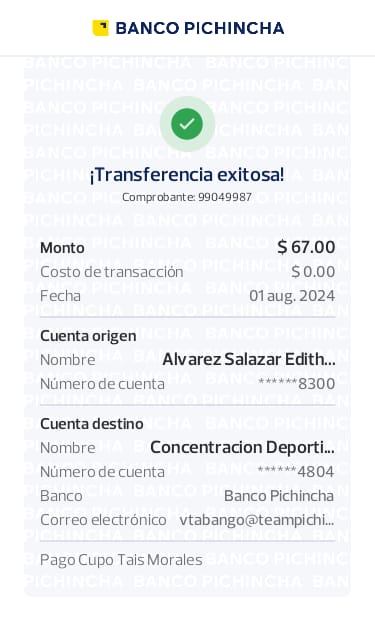 BANCO PICHINCHA
¡Transferencia exitosa!
Comprobante: 99049987
Monto $ 67.00
Costo de transacción $ 0.00
Fecha 01 aug. 2024
Cuenta origen
Nombre Alvarez Salazar Edith...
Número de cuenta ******8300
Cuenta destino
Nombre Concentracion Deporti...
Número de cuenta ******4804
Banco Banco Pichincha
Correo electrónico vtabango@teampichi...
Pago Cupo Tais Morales